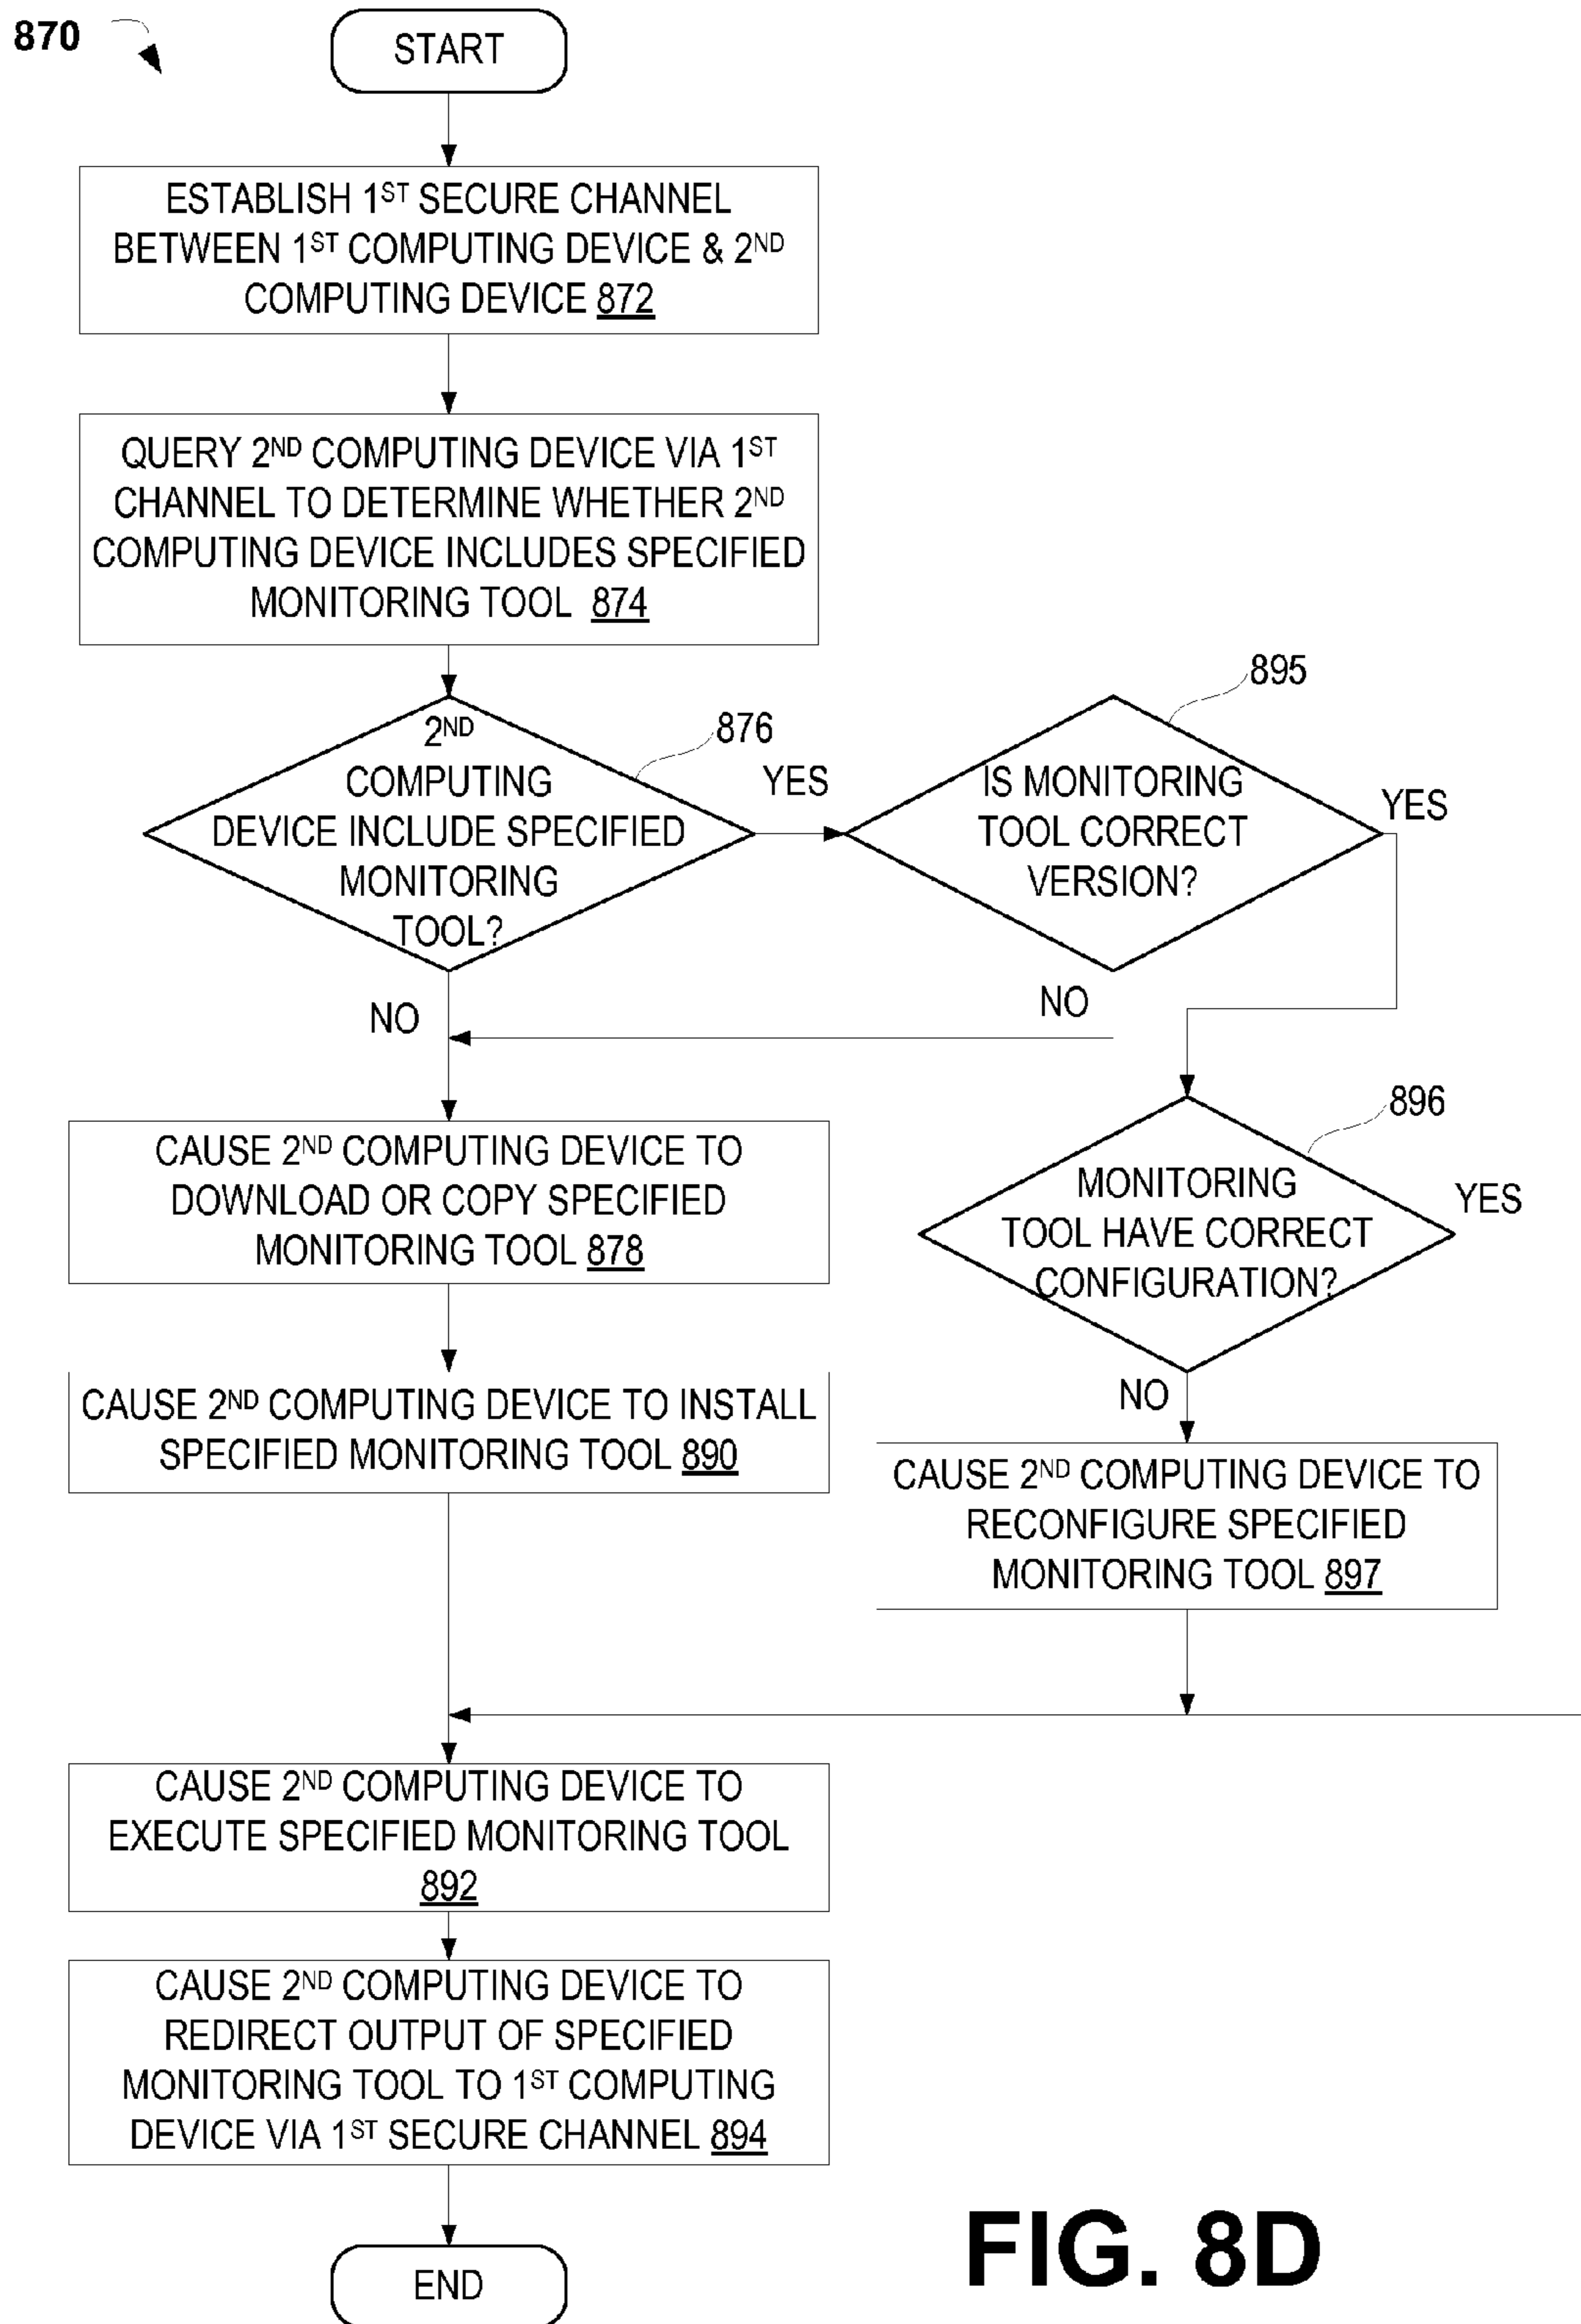 870
START
ESTABLISH 1ST SECURE CHANNEL
BETWEEN 1ST COMPUTING DEVICE & 2ND
COMPUTING DEVICE 872
QUERY 2ND COMPUTING DEVICE VIA 1ST
CHANNEL TO DETERMINE WHETHER 2ND
COMPUTING DEVICE INCLUDES SPECIFIED
MONITORING TOOL 874
2ND
COMPUTING
DEVICE INCLUDE SPECIFIED
MONITORING
TOOL?
876
YES
NO
895
IS MONITORING
TOOL CORRECT
VERSION?
YES
NO
CAUSE 2ND COMPUTING DEVICE TO
DOWNLOAD OR COPY SPECIFIED
MONITORING TOOL 878
896
MONITORING
TOOL HAVE CORRECT
CONFIGURATION?
YES
NO
CAUSE 2ND COMPUTING DEVICE TO INSTALL
SPECIFIED MONITORING TOOL 890
CAUSE 2ND COMPUTING DEVICE TO
RECONFIGURE SPECIFIED
MONITORING TOOL 897
CAUSE 2ND COMPUTING DEVICE TO
EXECUTE SPECIFIED MONITORING TOOL
892
CAUSE 2ND COMPUTING DEVICE TO
REDIRECT OUTPUT OF SPECIFIED
MONITORING TOOL TO 1ST COMPUTING
DEVICE VIA 1ST SECURE CHANNEL 894
END
FIG. 8D